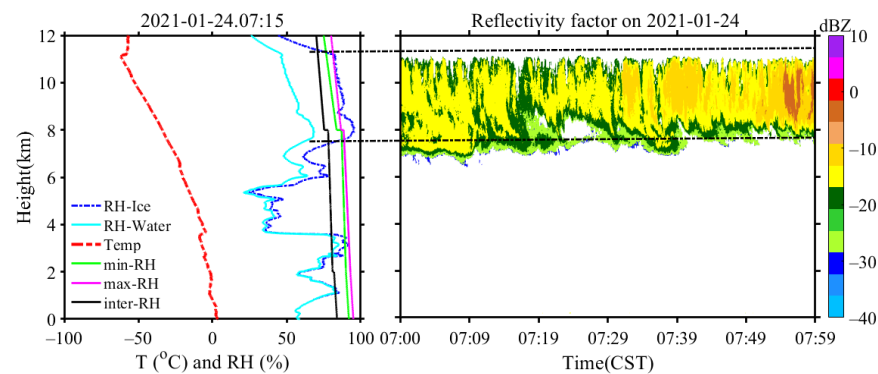 2021-01-24.07:15
Reflectivity factor on 2021-01-24
dBZ
12
10
8
6
4
2
0
Height(km)
RH-Ice
RH-Water
Temp
min-RH
max-RH
inter-RH
−100
−50
0
50
100
T (°C) and RH (%)
07:00
07:09
07:19
07:29
07:39
07:49
07:59
Time(CST)
10
0
−10
−20
−30
−40